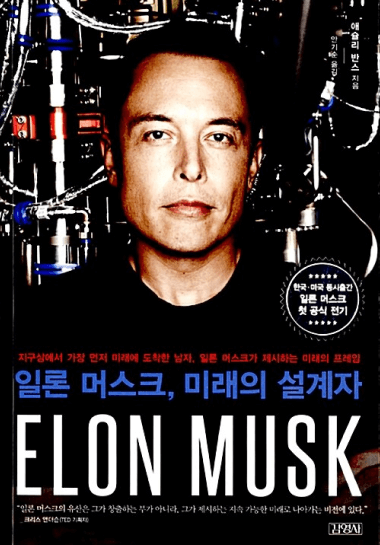 애슐리 반스 지음
안기순 옮김
한국·미국 동시출간
일론 머스크
첫 공식 전기
지구상에서 가장 먼저 미래에 도착한 남자, 일론 머스크가 제시하는 미래의 프레임
일론 머스크, 미래의 설계자
ELON MUSK
"일론 머스크의 유산은 그가 창출하는 부가 아니라, 그가 제시하는 지속 가능한 미래로 나아가는 비전에 있다."
_크리스 앤더슨(TED 기획자)
김영사